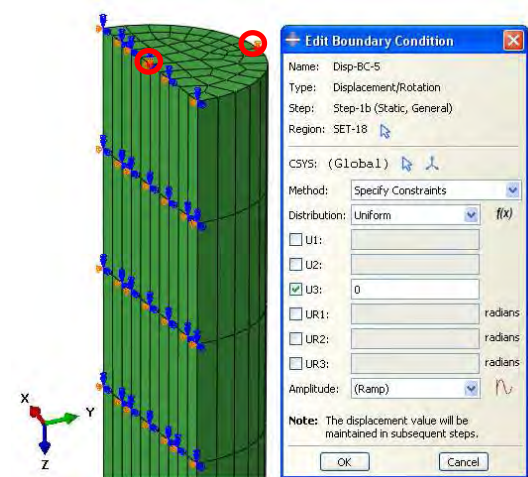 Edit Boundary Condition
Name: Disp-BC-5
Type: Displacement/Rotation
Step: Step-1b (Static, General)
Region: SET-18
CSYS: (Global)
Method: Specify Constraints
Distribution: Uniform f(x)
U1:
U2:
U3: 0
UR1: radians
UR2: radians
UR3: radians
Amplitude: (Ramp)
Note: The displacement value will be
maintained in subsequent steps.
OK Cancel
X
Y
Z